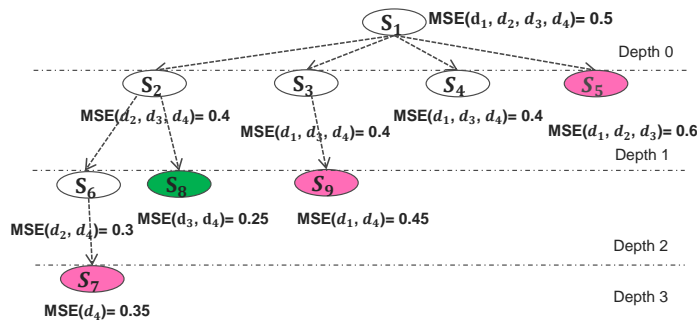 S₁ MSE(d₁, d₂, d₃, d₄)= 0.5
Depth 0
S₂ S₃ S₄ S₅
MSE(d₂, d₃, d₄)= 0.4
MSE(d₁, d₃, d₄)= 0.4
MSE(d₁, d₃, d₄)= 0.4
MSE(d₁, d₂, d₃)= 0.6
Depth 1
S₆ S₈ S₉
MSE(d₂, d₄)= 0.3
MSE(d₃, d₄)= 0.25
MSE(d₁, d₄)= 0.45
Depth 2
S₇
MSE(d₄)= 0.35
Depth 3